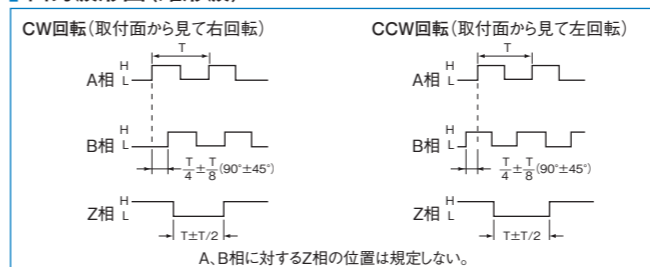 CW回転(取付面から見て右回転)
T
H
A相 L
H
B相 L
T/4±T/8(90°±45°)
H
Z相 L
T±T/2
CCW回転(取付面から見て左回転)
T
H
A相 L
H
B相 L
T/4±T/8(90°±45°)
H
Z相 L
T±T/2
A、B相に対するZ相の位置は規定しない。